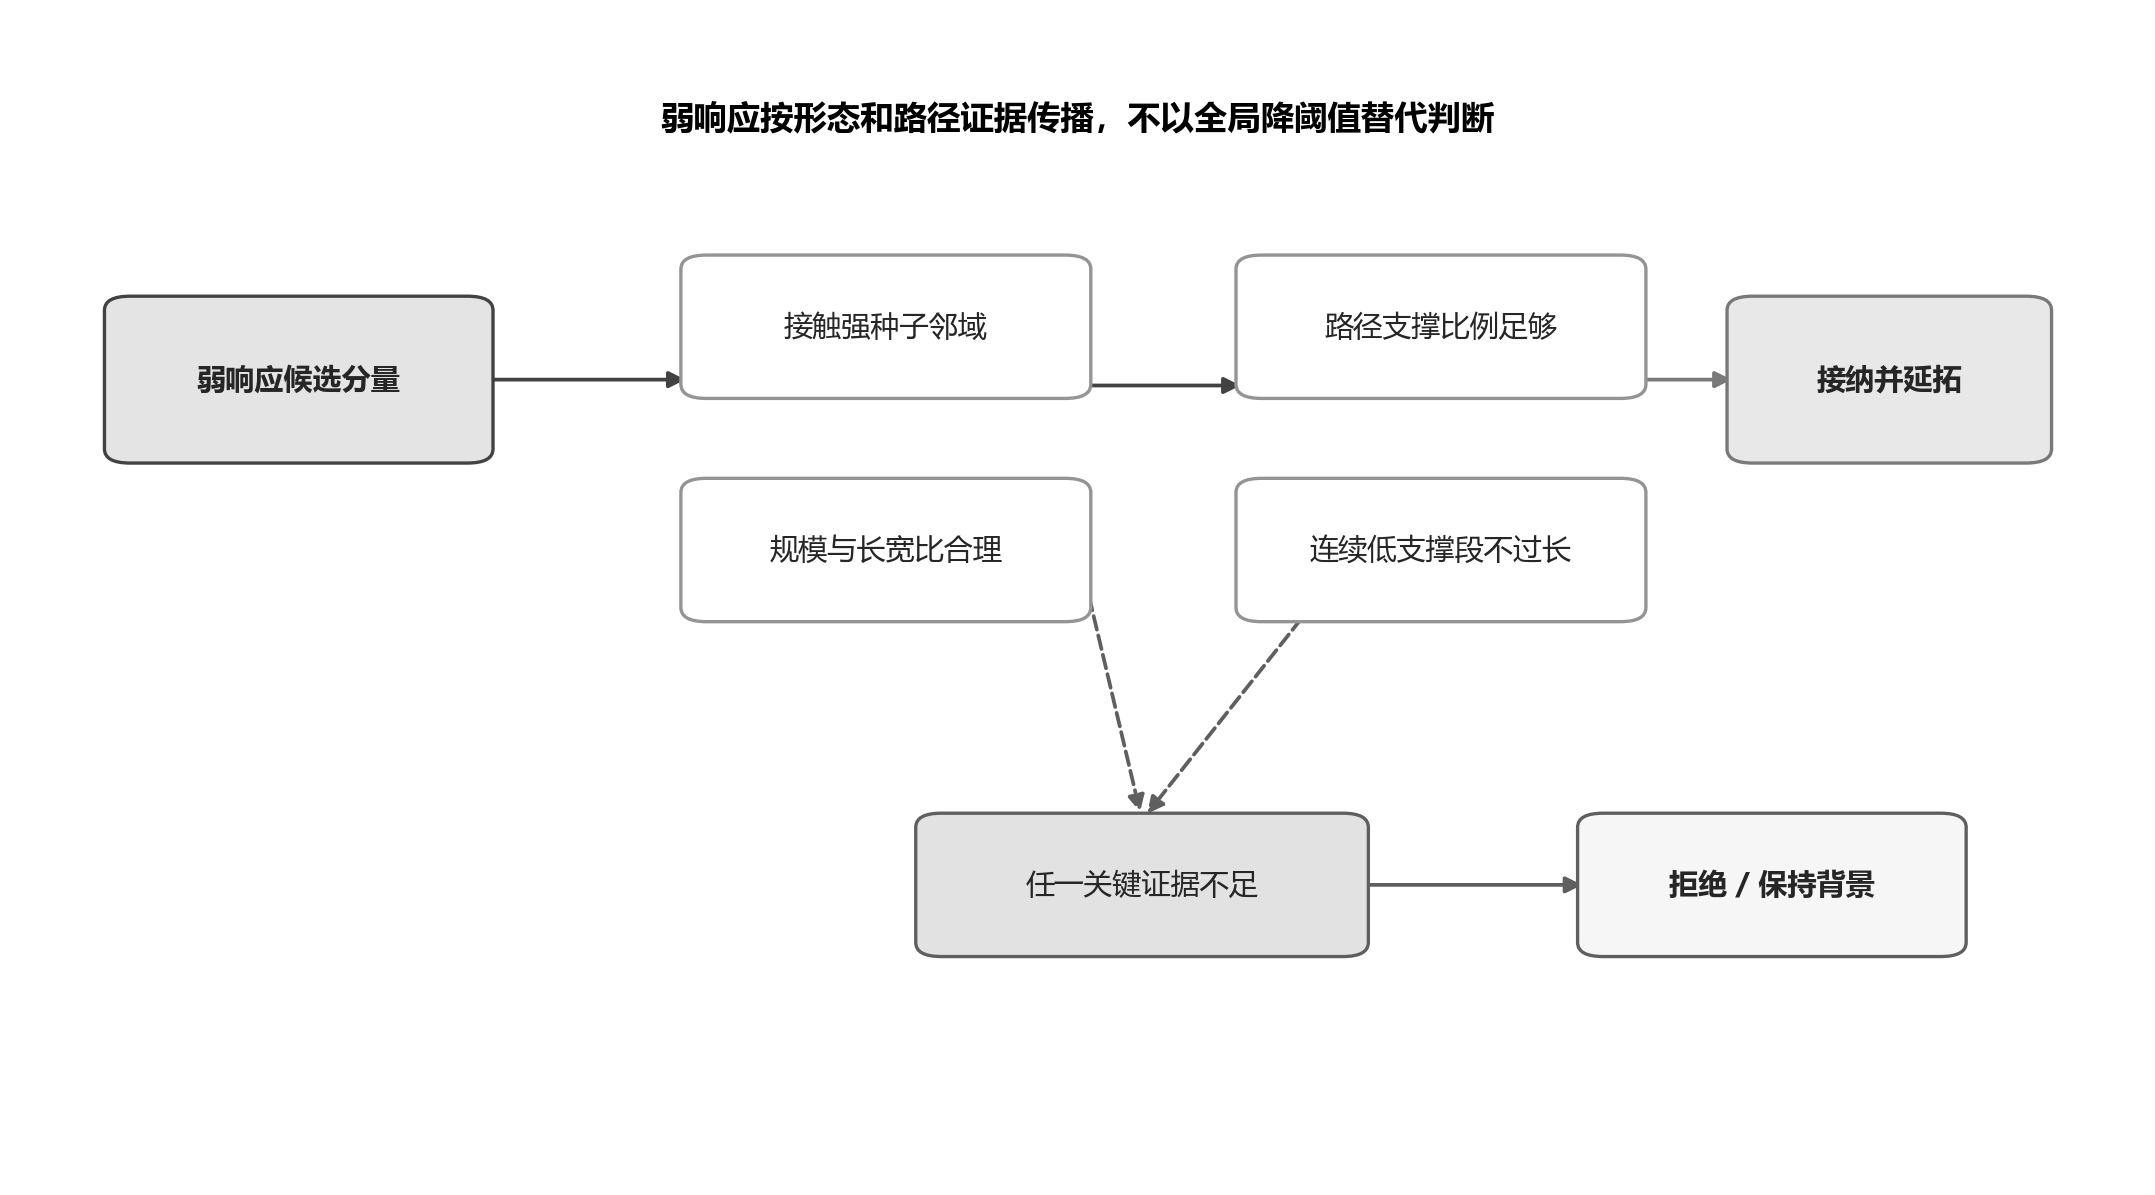 弱响应按形态和路径证据传播，不以全局降阈值替代判断
接触强种子邻域
路径支撑比例足够
弱响应候选分量
接纳并延拓
规模与长宽比合理
连续低支撑段不过长
任一关键证据不足
拒绝 / 保持背景